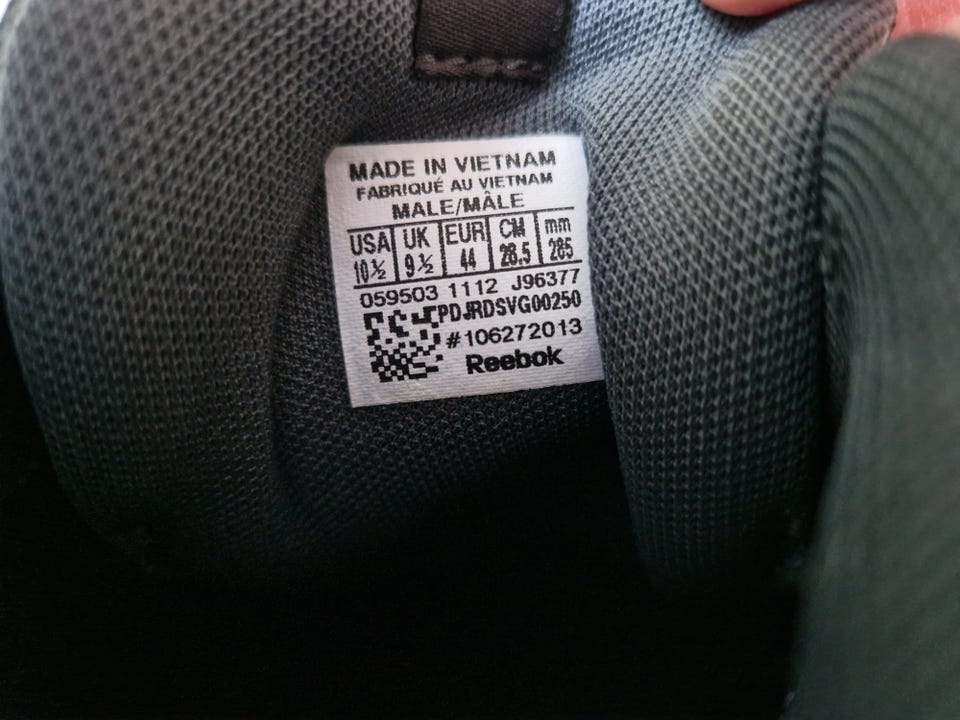 MADE IN VIETNAM
FABRIQUÉ AU VIETNAM
MALE/MÂLE
USA UK EUR CM mm
10½ 9½ 44 28.5 285
059503 1112 J96377
PDJRDSVG00250
#106272013
Reebok